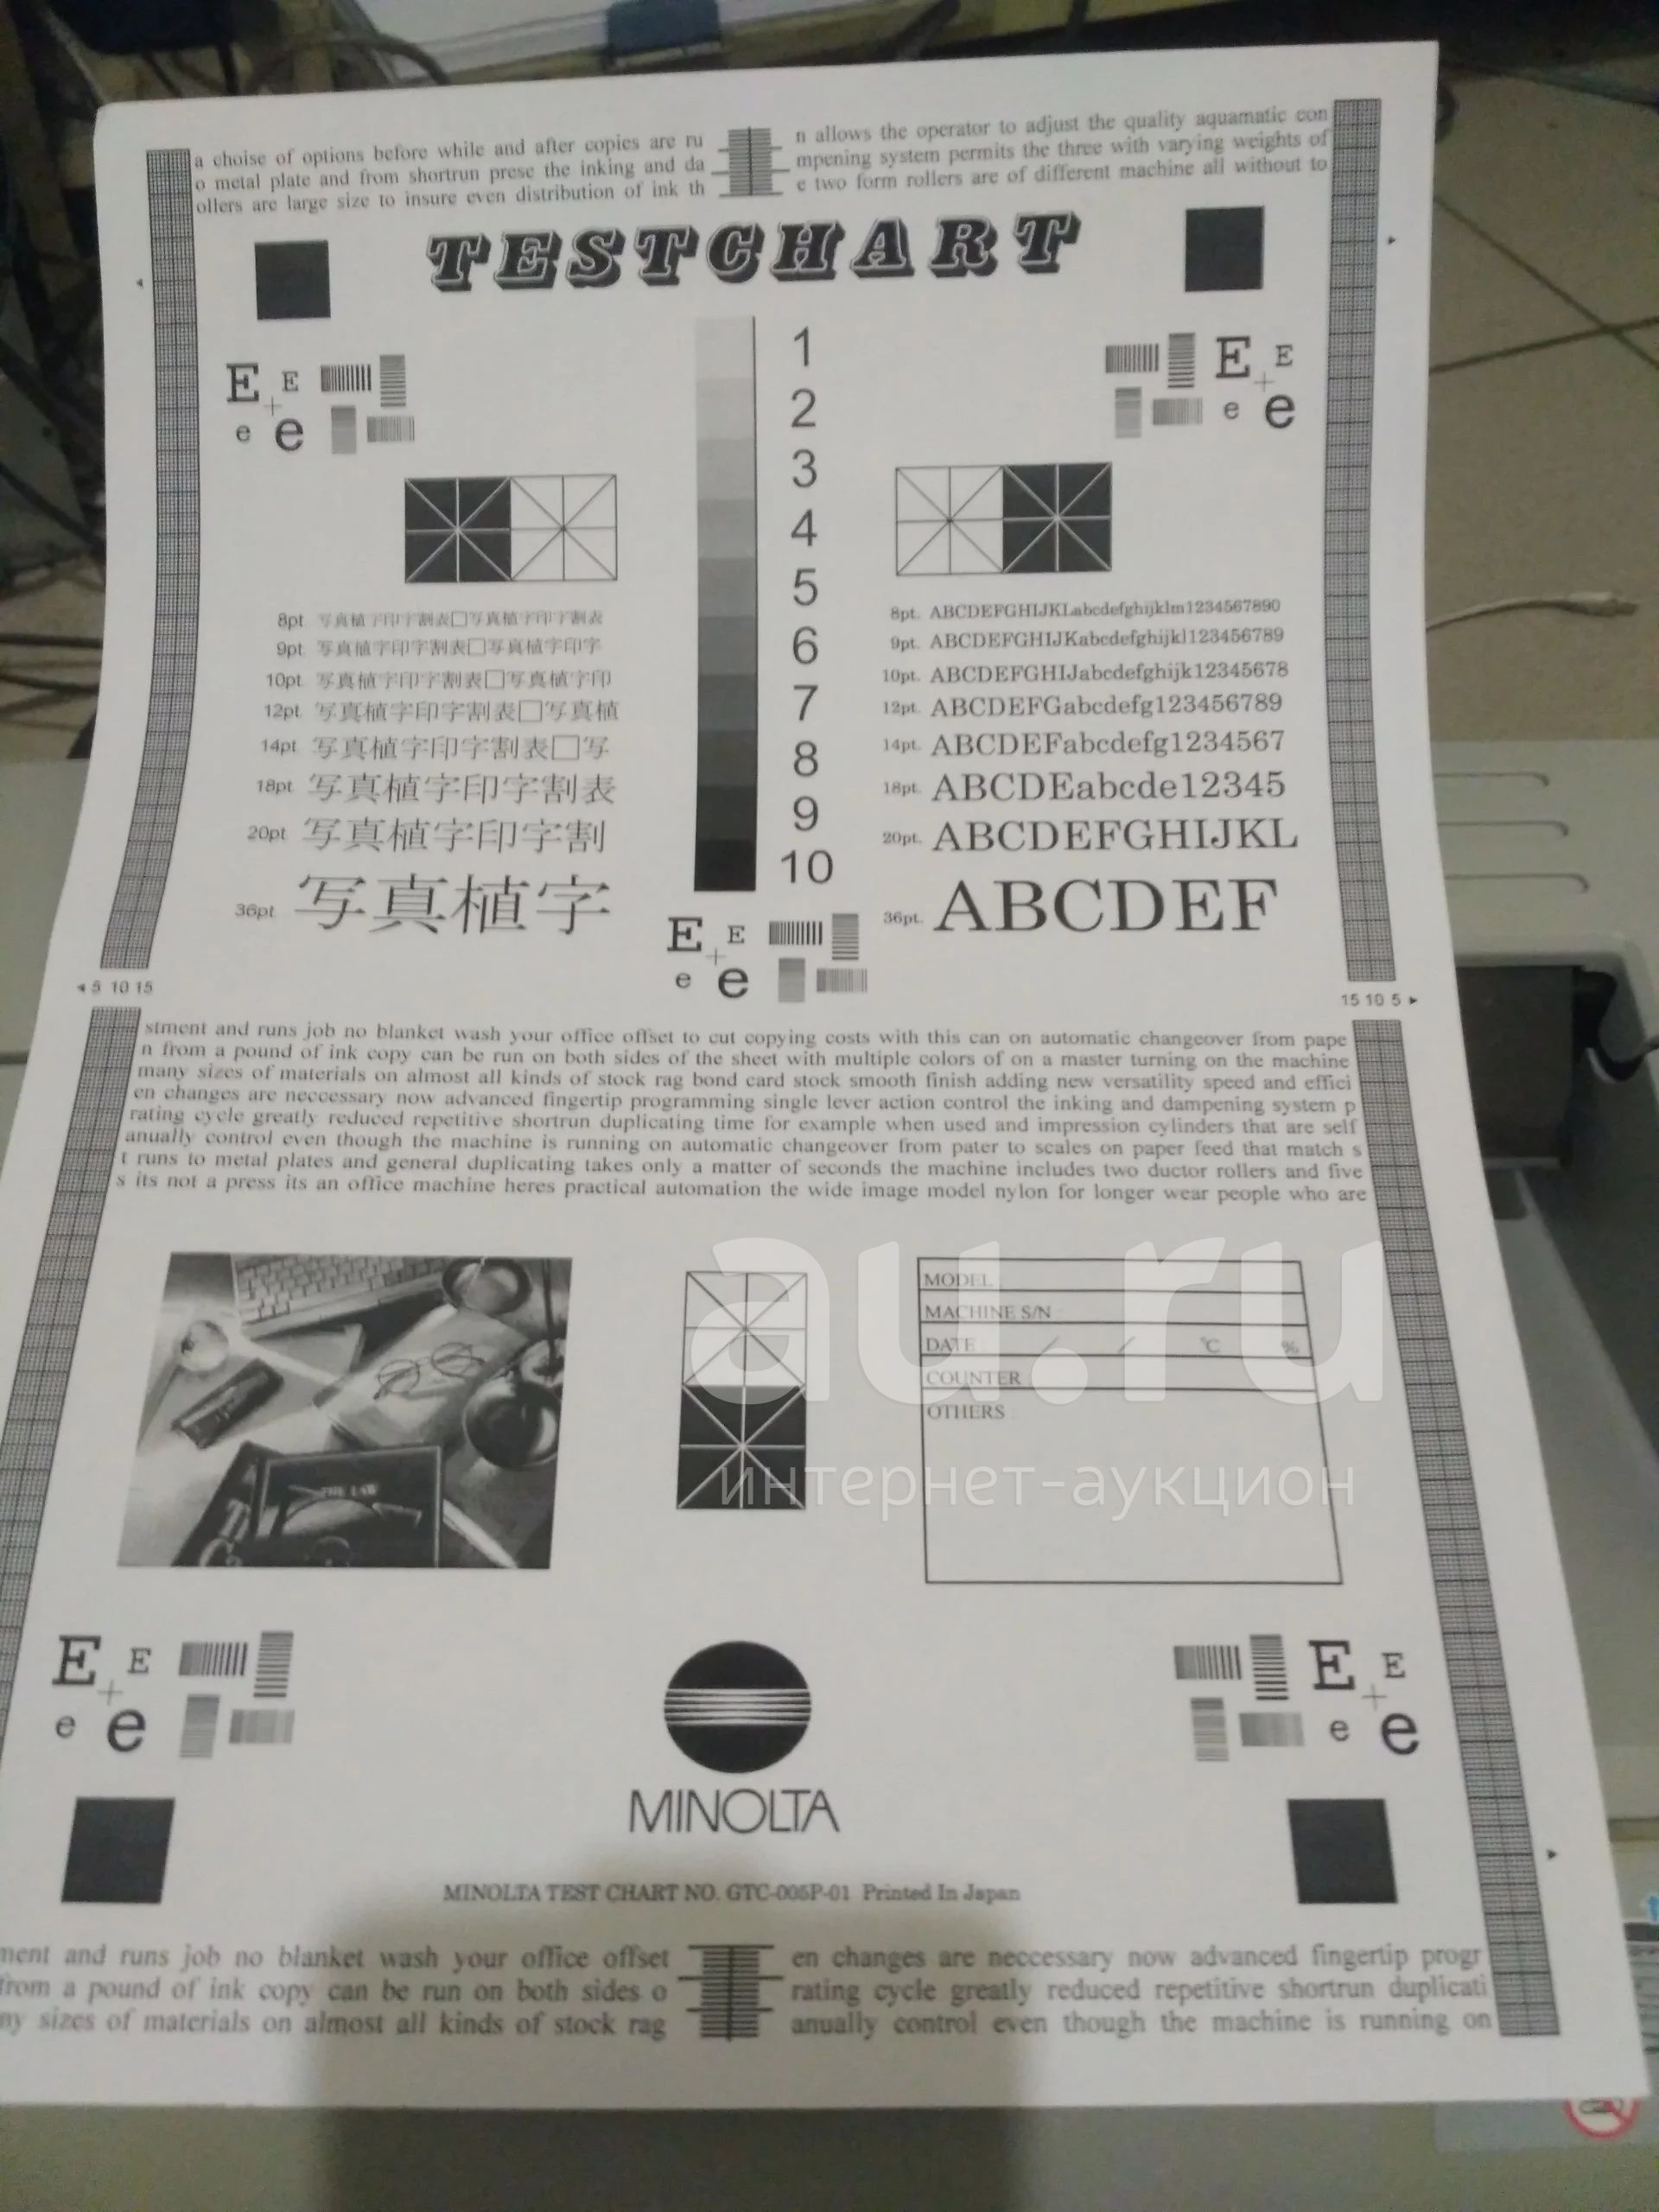 a choise of options before while and after copies are ru
o metal plate and from shortrun prese the inking and da
ollers are large size to insure even distribution of ink th
n allows the operator to adjust the quality aquamatic con
mpening system permits the three with varying weights of
e two form rollers are of different machine all without to
TESTCHART
E E
e e
1
2
3
4
5
6
7
8
9
10
E E
e e
8pt 写真植字印字割表□写真植字印字割表
9pt 写真植字印字割表□写真植字印字
10pt 写真植字印字割表□写真植字印
12pt 写真植字印字割表□写真植
14pt 写真植字印字割表□写
18pt 写真植字印字割表
20pt 写真植字印字割
36pt 写真植字
8pt. ABCDEFGHIJKLabcdefghijklm1234567890
9pt. ABCDEFGHIJKabcdefghijkl123456789
10pt. ABCDEFGHIJabcdefghijk12345678
12pt. ABCDEFGabcdefg123456789
14pt. ABCDEFabcdefg1234567
18pt. ABCDEabcde12345
20pt. ABCDEFGHIJKL
36pt. ABCDEF
E E
e e
5 10 15
15 10 5
stment and runs job no blanket wash your office offset to cut copying costs with this can on automatic changeover from pape
n from a pound of ink copy can be run on both sides of the sheet with multiple colors of on a master turning on the machine
many sizes of materials on almost all kinds of stock rag bond card stock smooth finish adding new versatility speed and effici
en changes are neccessary now advanced fingertip programming single lever action control the inking and dampening system p
rating cycle greatly reduced repetitive shortrun duplicating time for example when used and impression cylinders that are self
anually control even though the machine is running on automatic changeover from pater to scales on paper feed that match s
t runs to metal plates and general duplicating takes only a matter of seconds the machine includes two ductor rollers and five
s its not a press its an office machine heres practical automation the wide image model nylon for longer wear people who are
THE LAW
MODEL
MACHINE S/N
DATE / / ℃ %
COUNTER
OTHERS
au.ru
интернет-аукцион
E E
e e
E E
e e
MINOLTA
MINOLTA TEST CHART NO. GTC-005P-01 Printed In Japan
ment and runs job no blanket wash your office offset
from a pound of ink copy can be run on both sides o
ny sizes of materials on almost all kinds of stock rag
en changes are neccessary now advanced fingertip progr
rating cycle greatly reduced repetitive shortrun duplicati
anually control even though the machine is running on